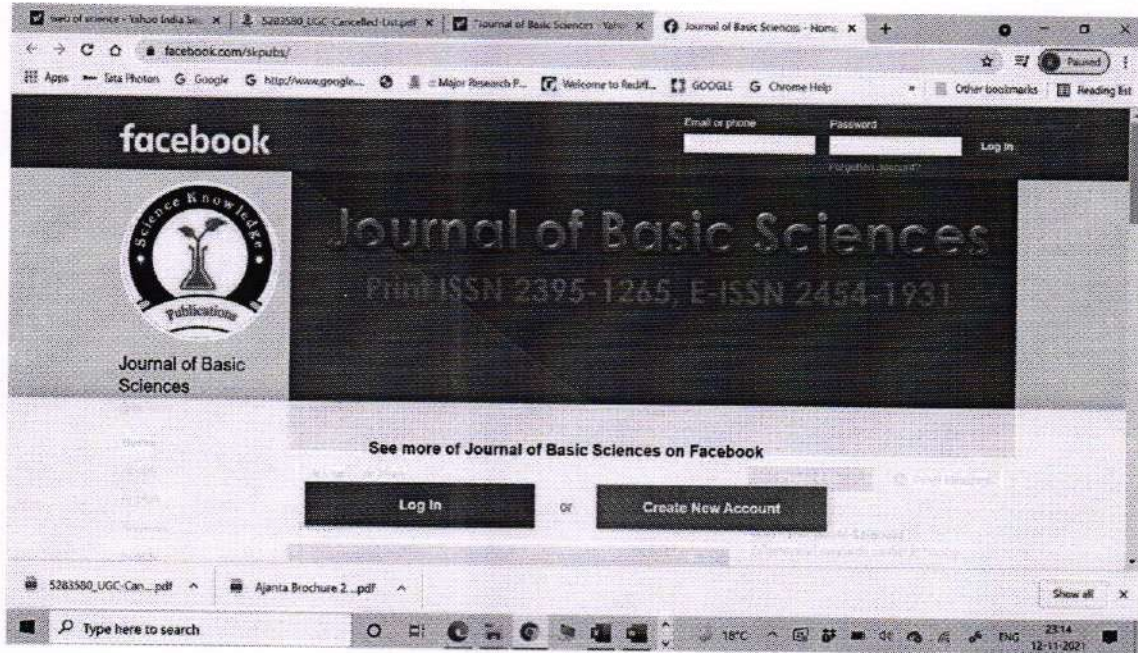 web of science - Yahoo India Se
5283580_UGC-Cancelled-List.pdf
"Journal of Basic Sciences - Yaho
Journal of Basic Sciences - Home
facebook.com/skpubs/
Paused
Apps
Tata Photon
Google
http://www.google...
:: Major Research P...
Welcome to Rediff...
GOOGLE
Chrome Help
»
Other bookmarks
Reading list
facebook
Email or phone
Password
Log In
Forgotten account?
Science Knowledge
Publications
Journal of Basic Sciences
Print ISSN 2395-1265, E-ISSN 2454-1931
Journal of Basic
Sciences
See more of Journal of Basic Sciences on Facebook
Log In
or
Create New Account
5283580_UGC-Can....pdf
Ajanta Brochure 2...pdf
Show all
Type here to search
18°C
ENG
23:14
12-11-2021